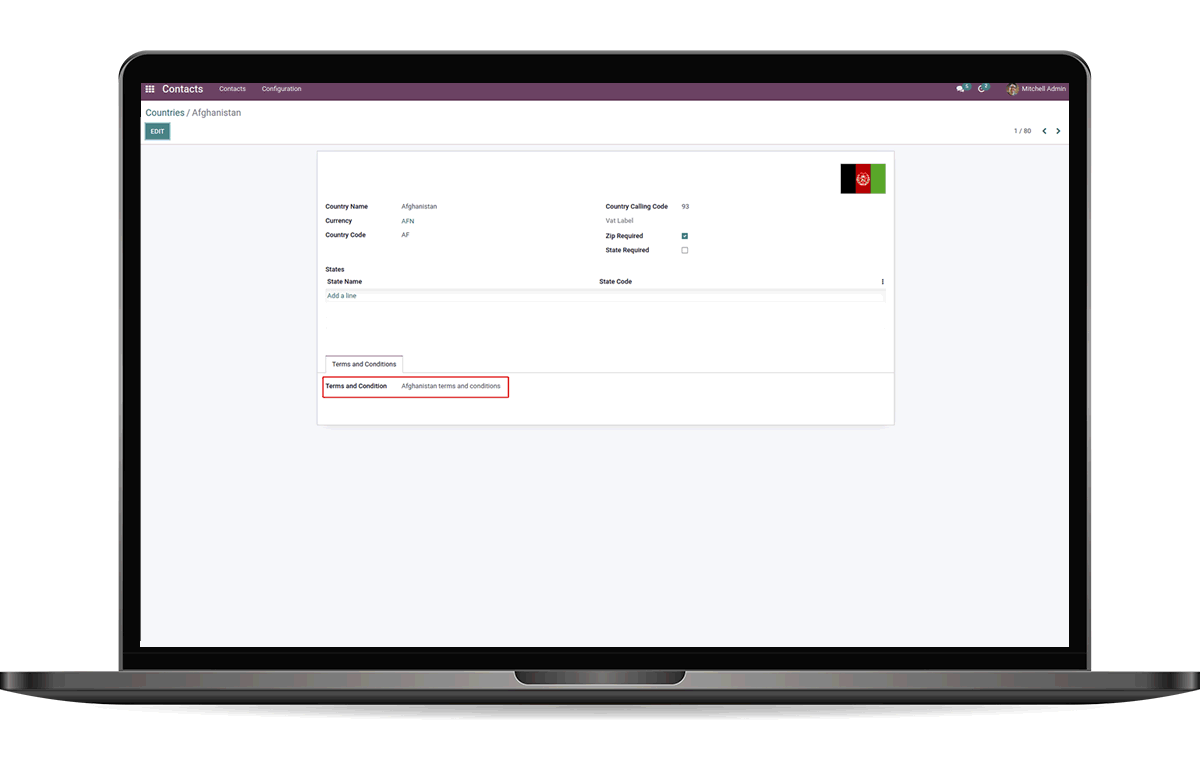 Contacts Contacts Configuration 5 2 Mitchell Admin
Countries / Afghanistan
EDIT 1 / 80
Country Name Afghanistan Country Calling Code 93
Currency AFN Vat Label
Country Code AF Zip Required
State Required
States
State Name State Code
Add a line
Terms and Conditions
Terms and Condition Afghanistan terms and conditions